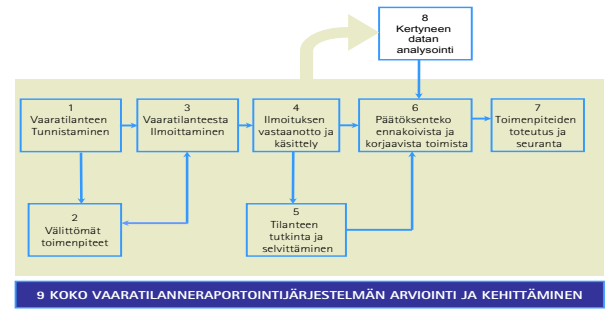 8
Kertyneen
datan
analysointi
1
Vaaratilanteen
Tunnistaminen
3
Vaaratilanteesta
Ilmoittaminen
4
Ilmoituksen
vastaanotto ja
käsittely
6
Päätöksenteko
ennakoivista ja
korjaavista toimista
7
Toimenpiteiden
toteutus ja
seuranta
2
Välittömät
toimenpiteet
5
Tilanteen
tutkinta ja
selvittäminen
9 KOKO VAARATILANNERAPORTOINTIJÄRJESTELMÄN ARVIOINTI JA KEHITTÄMINEN